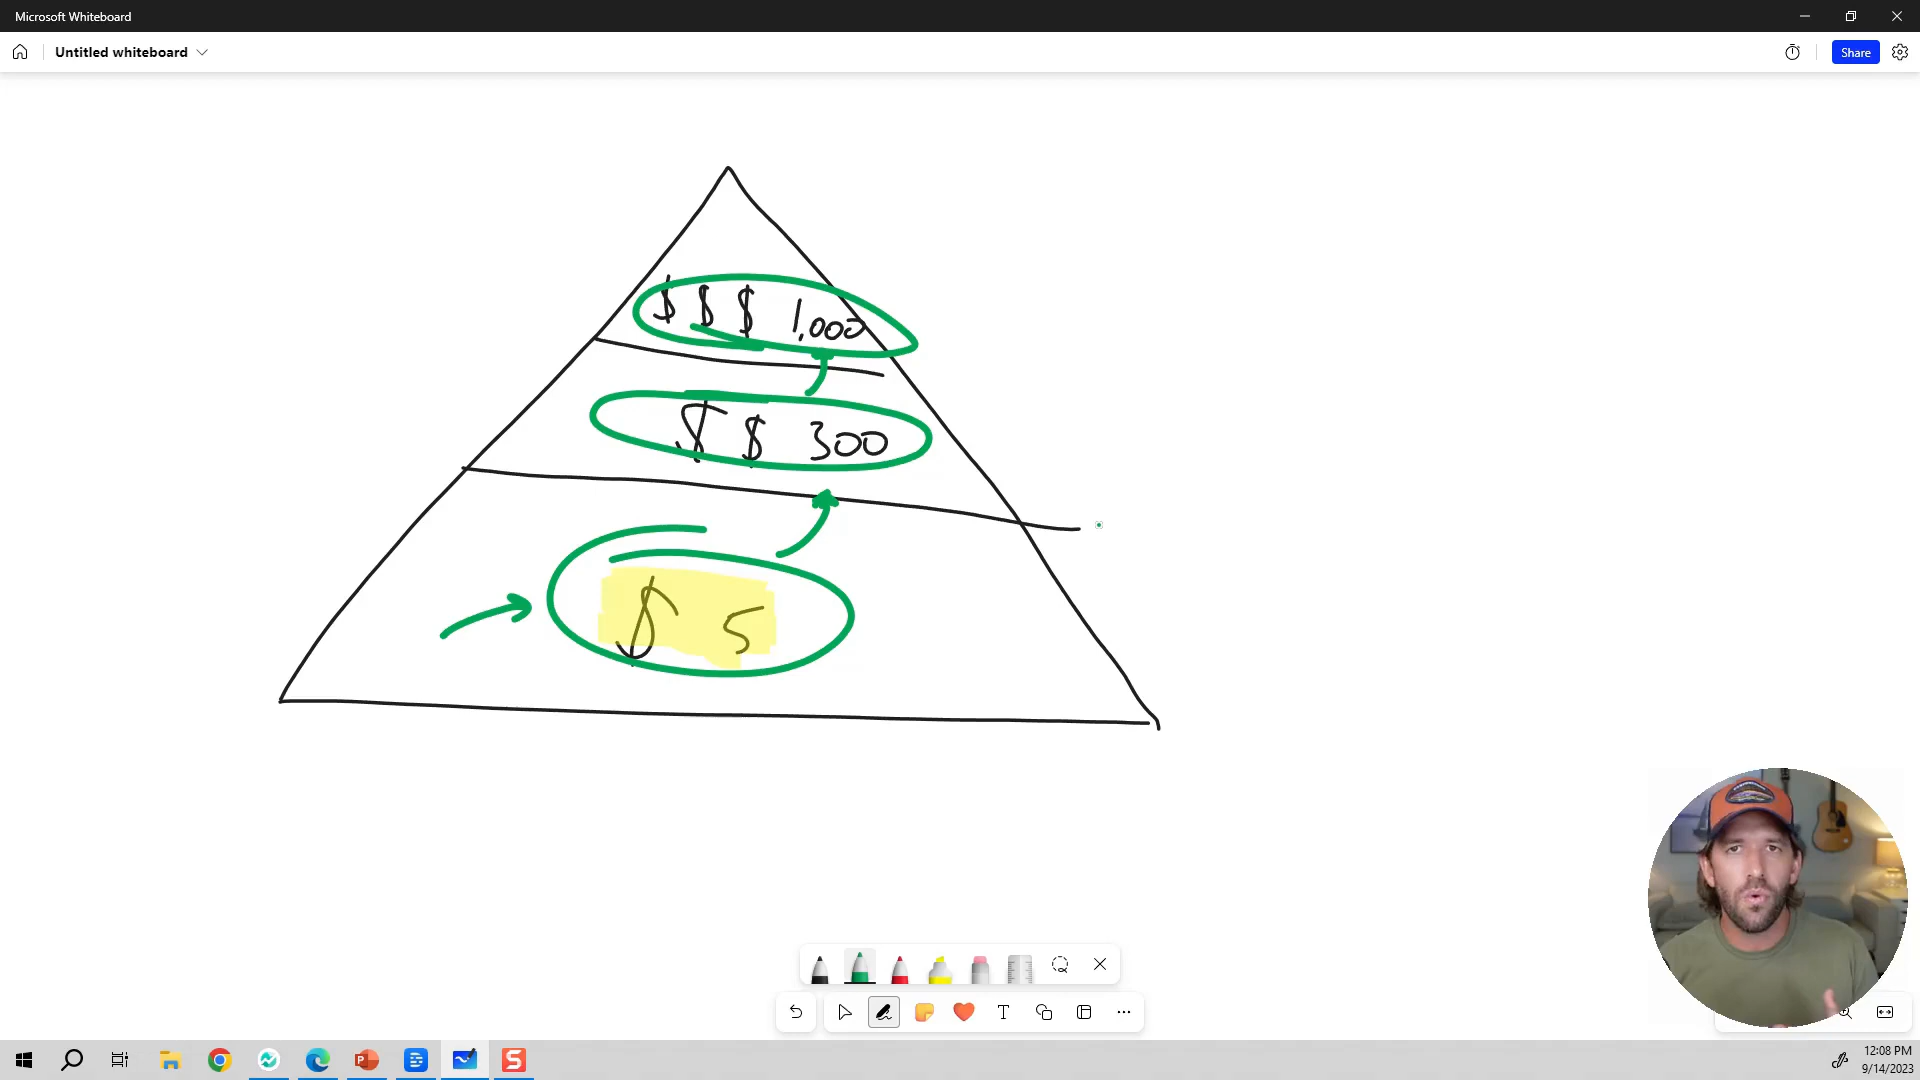 Microsoft Whiteboard
Untitled whiteboard
Share
$ $ $ 1,000
$ $ 300
$ 5
12:08 PM
9/14/2023